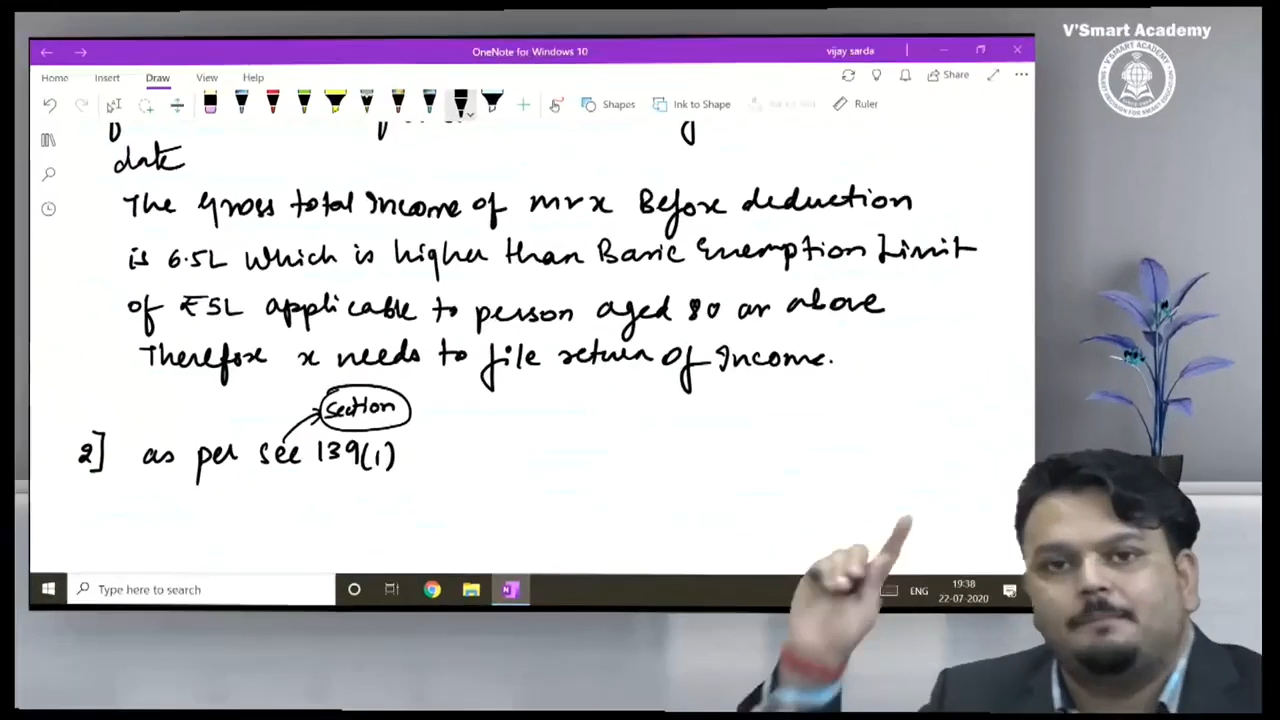 V'Smart Academy
OneNote for Windows 10
vijay sarda
Home Insert Draw View Help
Share
Shapes Ink to Shape Ruler
date
The Gross total Income of mr x Before deduction
is 6.5L which is higher than Basic Exemption Limit
of ₹5L applicable to person aged 80 or above
Therefore x needs to file return of Income.
section
2] as per sec 139(1)
Type here to search
ENG
19:38
22-07-2020